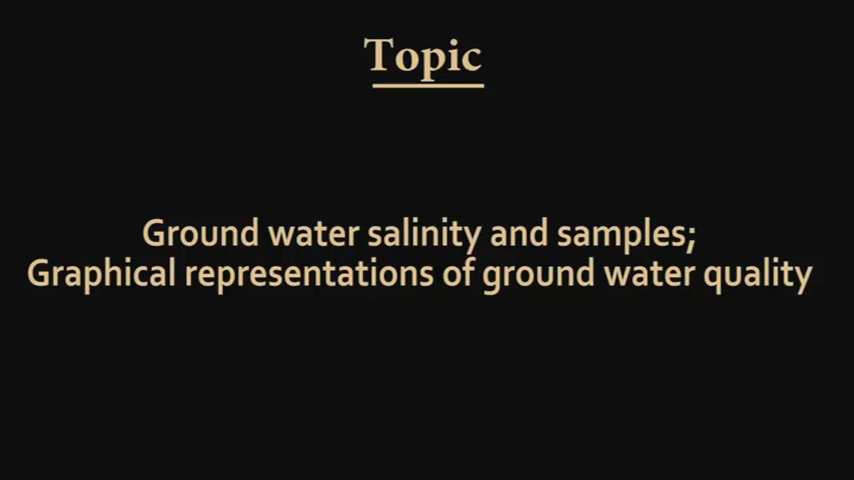 Topic
Ground water salinity and samples;
Graphical representations of ground water quality